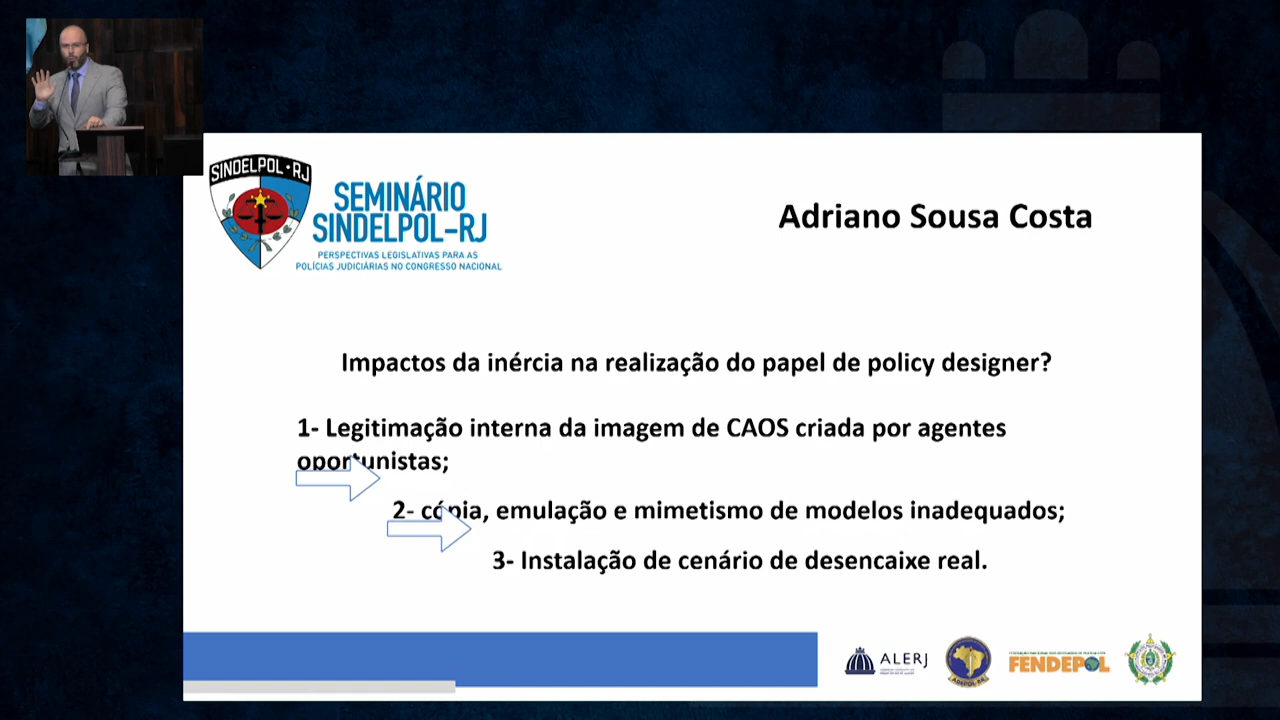 SINDELPOL • RJ
SEMINÁRIO
SINDELPOL-RJ
PERSPECTIVAS LEGISLATIVAS PARA AS
POLÍCIAS JUDICIÁRIAS NO CONGRESSO NACIONAL
Adriano Sousa Costa
Impactos da inércia na realização do papel de policy designer?
1- Legitimação interna da imagem de CAOS criada por agentes
oportunistas;
2- cópia, emulação e mimetismo de modelos inadequados;
3- Instalação de cenário de desencaixe real.
ALERJ
ADEPOL-RJ
FENDEPOL